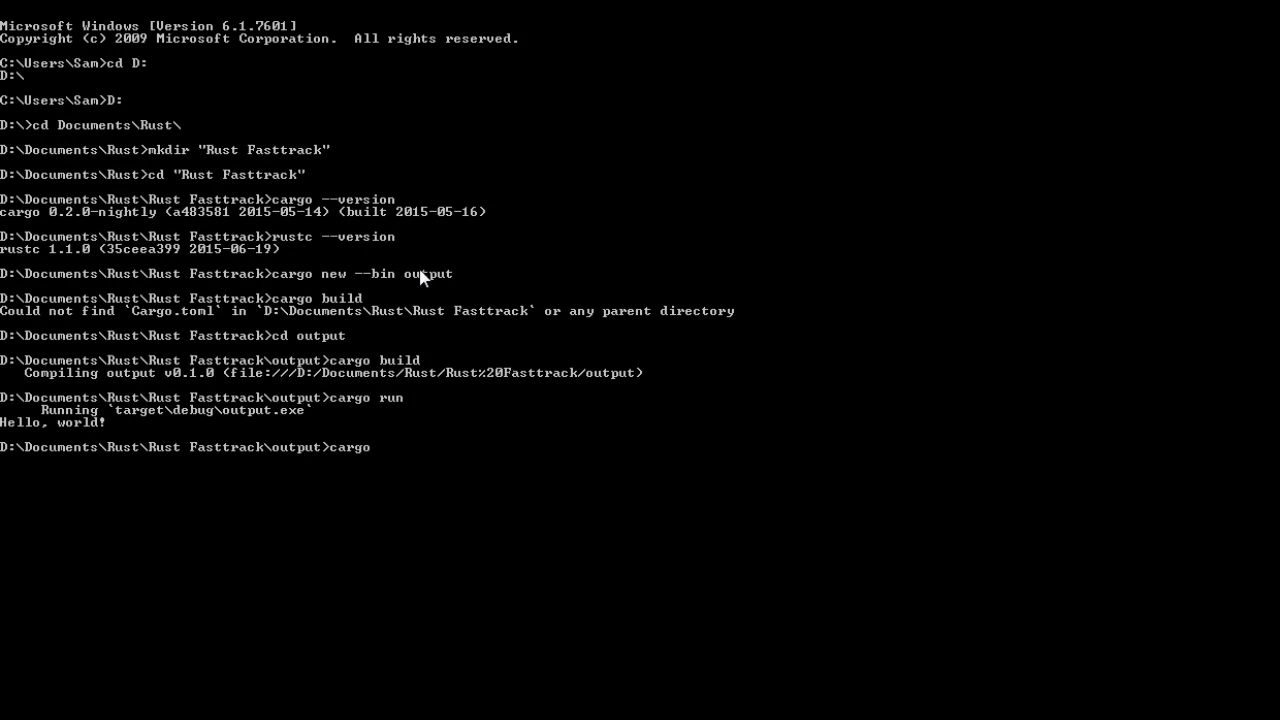 Microsoft Windows [Version 6.1.7601]
Copyright (c) 2009 Microsoft Corporation.  All rights reserved.
C:\Users\Sam>cd D:
D:\
C:\Users\Sam>D:
D:\>cd Documents\Rust\
D:\Documents\Rust>mkdir "Rust Fasttrack"
D:\Documents\Rust>cd "Rust Fasttrack"
D:\Documents\Rust\Rust Fasttrack>cargo --version
cargo 0.2.0-nightly (a483581 2015-05-14) (built 2015-05-16)
D:\Documents\Rust\Rust Fasttrack>rustc --version
rustc 1.1.0 (35ceea399 2015-06-19)
D:\Documents\Rust\Rust Fasttrack>cargo new --bin output
D:\Documents\Rust\Rust Fasttrack>cargo build
Could not find `Cargo.toml` in `D:\Documents\Rust\Rust Fasttrack` or any parent directory
D:\Documents\Rust\Rust Fasttrack>cd output
D:\Documents\Rust\Rust Fasttrack\output>cargo build
   Compiling output v0.1.0 (file:///D:/Documents/Rust/Rust%20Fasttrack/output)
D:\Documents\Rust\Rust Fasttrack\output>cargo run
     Running `target\debug\output.exe`
Hello, world!
D:\Documents\Rust\Rust Fasttrack\output>cargo